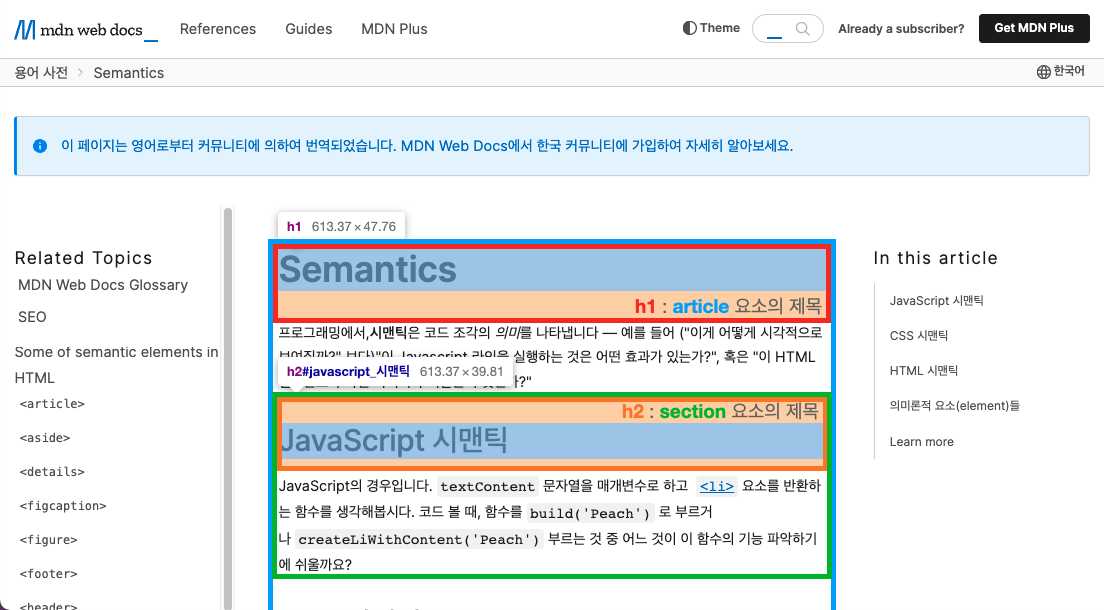 mdn web docs_
References
Guides
MDN Plus
Theme
Already a subscriber?
Get MDN Plus
용어 사전 > Semantics
한국어
이 페이지는 영어로부터 커뮤니티에 의하여 번역되었습니다. MDN Web Docs에서 한국 커뮤니티에 가입하여 자세히 알아보세요.
Related Topics
MDN Web Docs Glossary
SEO
Some of semantic elements in
HTML
<article>
<aside>
<details>
<figcaption>
<figure>
<footer>
<header>
h1 613.37 × 47.76
Semantics
h1 : article 요소의 제목
프로그래밍에서,시맨틱은 코드 조각의 의미를 나타냅니다 — 예를 들어 ("이게 어떻게 시각적으로
보여질까?" 보다)"이 Javascript 라인을 실행하는 것은 어떤 효과가 있는가?", 혹은 "이 HTML
h2#javascript_시맨틱 613.37 × 39.81
h2 : section 요소의 제목
JavaScript 시맨틱
JavaScript의 경우입니다. textContent 문자열을 매개변수로 하고 <li> 요소를 반환하
는 함수를 생각해봅시다. 코드 볼 때, 함수를 build('Peach') 로 부르거
나 createLiWithContent('Peach') 부르는 것 중 어느 것이 이 함수의 기능 파악하기
에 쉬울까요?
In this article
JavaScript 시맨틱
CSS 시맨틱
HTML 시맨틱
의미론적 요소(element)들
Learn more